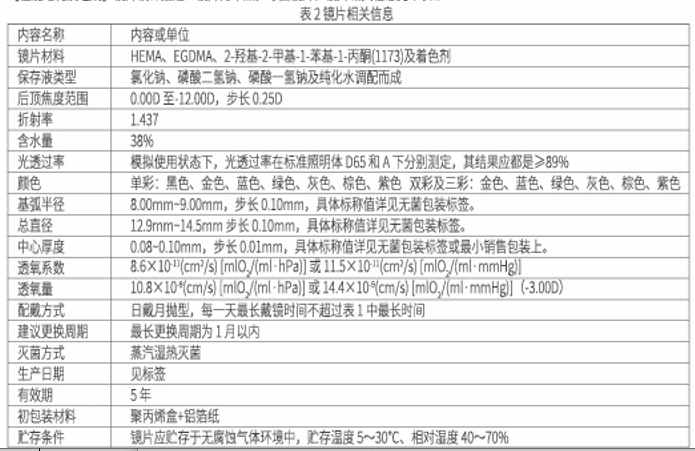 表2 镜片相关信息
内容名称 内容或单位
镜片材料 HEMA、EGDMA、2-羟基-2-甲基-1-苯基-1-丙酮(1173)及着色剂
保存液类型 氯化钠、磷酸二氢钠、磷酸一氢钠及纯化水调配而成
后顶焦度范围 0.00D 至-12.00D，步长 0.25D
折射率 1.437
含水量 38%
光透过率 模拟使用状态下，光透过率在标准照明体 D65 和 A 下分别测定，其结果应都是≥89%
颜色 单彩：黑色、金色、蓝色、绿色、灰色、棕色、紫色 双彩及三彩：金色、蓝色、绿色、灰色、棕色、紫色
基弧半径 8.00mm~9.00mm，步长 0.10mm，具体标称值详见无菌包装标签。
总直径 12.9mm~14.5mm 步长 0.10mm，具体标称值详见无菌包装标签。
中心厚度 0.08~0.10mm，步长 0.01mm，具体标称值详见无菌包装标签或最小销售包装上。
透氧系数 8.6×10⁻¹¹(cm²/s) [mlO₂/(ml·hPa)] 或 11.5×10⁻¹¹(cm²/s) [mlO₂/(ml·mmHg)]
透氧量 10.8×10⁻⁹(cm/s) [mlO₂/(ml·hPa)] 或 14.4×10⁻⁹(cm/s) [mlO₂/(ml·mmHg)]（-3.00D）
配戴方式 日戴月抛型，每一天最长戴镜时间不超过表 1 中最长时间
建议更换周期 最长更换周期为 1 月以内
灭菌方式 蒸汽湿热灭菌
生产日期 见标签
有效期 5 年
初包装材料 聚丙烯盒+铝箔纸
贮存条件 镜片应贮存于无腐蚀气体环境中，贮存温度 5～30℃、相对湿度 40～70%